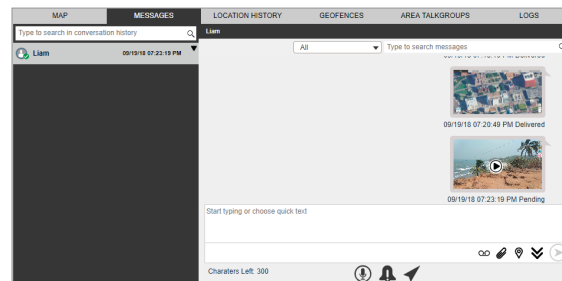 MAP MESSAGES LOCATION HISTORY GEOFENCES AREA TALKGROUPS LOGS
Type to search in conversation history
Liam
Liam 09/19/18 07:23:19 PM
All Type to search messages
09/19/18 07:20:49 PM Delivered
09/19/18 07:23:19 PM Pending
Start typing or choose quick text
Charaters Left: 300